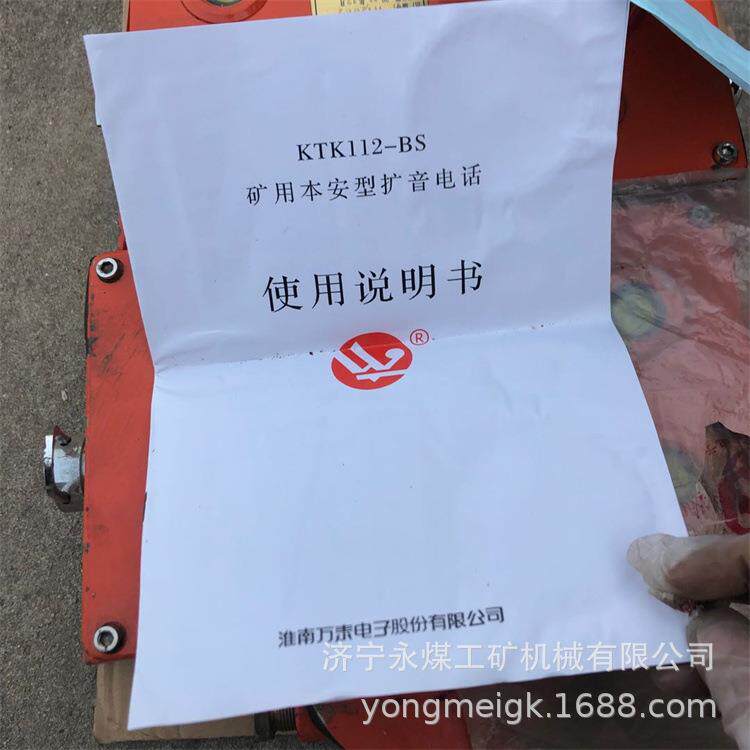 KTK112-BS
矿用本安型扩音电话
使用说明书
®
淮南万泰电子股份有限公司
济宁永煤工矿机械有限公司
yongmeigk.1688.com